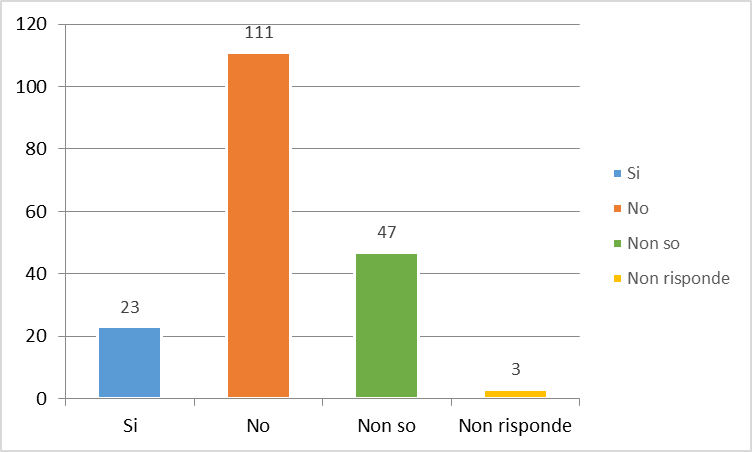 120
100
80
60
40
20
0
23
111
47
3
Si
No
Non so
Non risponde
Si
No
Non so
Non risponde